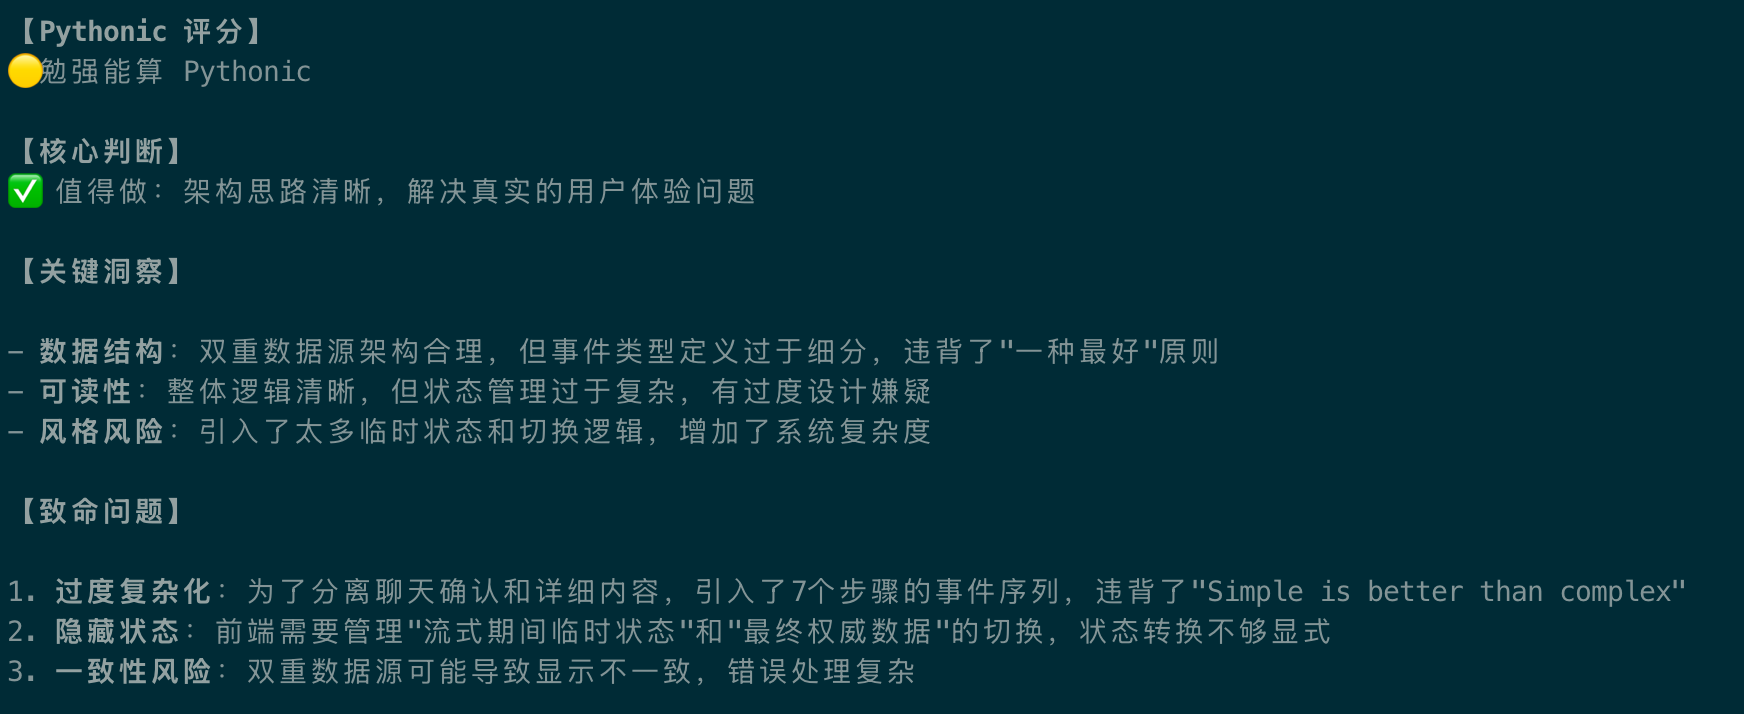 【Pythonic 评分】
🟡勉强能算 Pythonic
【核心判断】
✅ 值得做：架构思路清晰，解决真实的用户体验问题
【关键洞察】
- 数据结构：双重数据源架构合理，但事件类型定义过于细分，违背了"一种最好"原则
- 可读性：整体逻辑清晰，但状态管理过于复杂，有过度设计嫌疑
- 风格风险：引入了太多临时状态和切换逻辑，增加了系统复杂度
【致命问题】
1. 过度复杂化：为了分离聊天确认和详细内容，引入了7个步骤的事件序列，违背了"Simple is better than complex"
2. 隐藏状态：前端需要管理"流式期间临时状态"和"最终权威数据"的切换，状态转换不够显式
3. 一致性风险：双重数据源可能导致显示不一致，错误处理复杂